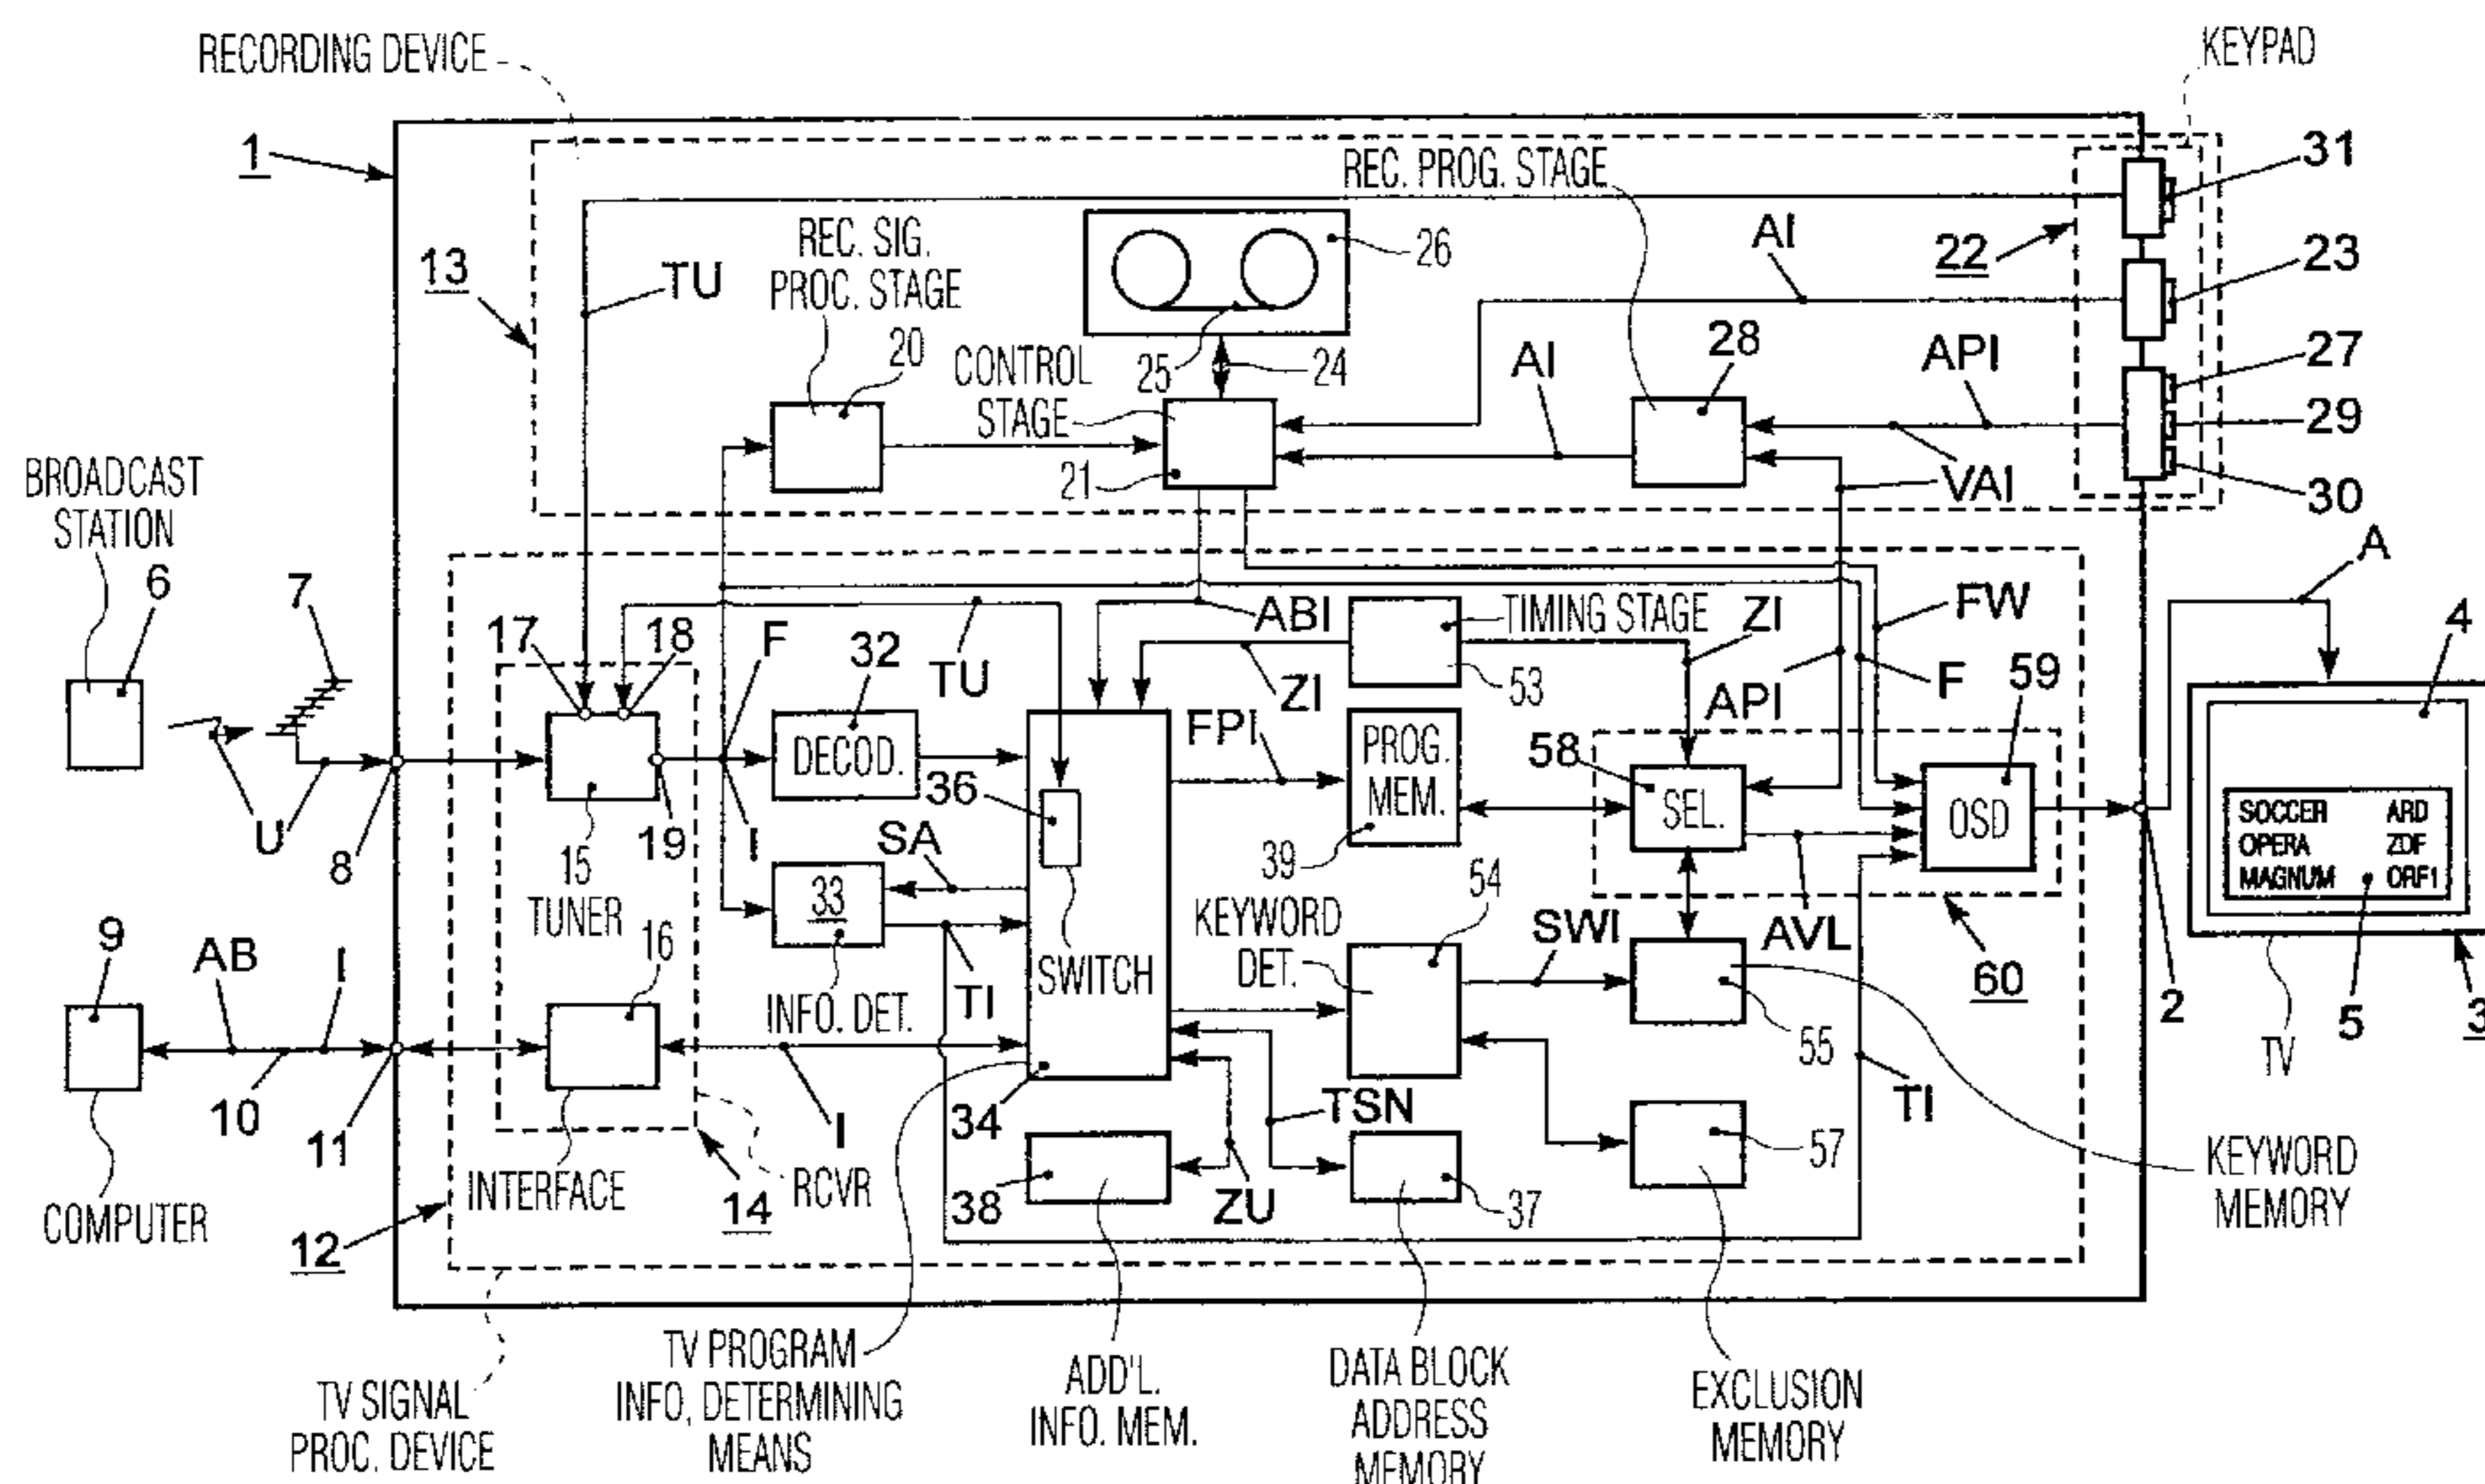 RECORDING DEVICE
KEYPAD
1
31
REC. PROG. STAGE
REC. SIG.
PROC. STAGE
26
AI
22
23
13
TU
20
CONTROL
STAGE
25
24
AI
28
API
27
29
21
VAI
30
BROADCAST
STATION
6
7
17
18
F
32
TU
ABI
TIMING STAGE
ZI
FW
A
4
ZI
53
API
F
59
DECOD.
36
FPI
PROG.
MEM.
58
SEL.
OSD
SOCCER ARD
OPERA ZDF
MAGNUM ORF1
U
8
15
TUNER
19
I
SA
39
54
9
AB
I
16
33
INFO. DET.
TI
SWITCH
KEYWORD
DET.
SWI
AVL
60
2
5
3
TV
55
10
11
I
34
TSN
57
TI
KEYWORD
MEMORY
INTERFACE
14
RCVR
38
ZU
37
COMPUTER
12
TV SIGNAL
PROC. DEVICE
TV PROGRAM
INFO, DETERMINING
MEANS
ADD'L.
INFO. MEM.
DATA BLOCK
ADDRESS
MEMORY
EXCLUSION
MEMORY